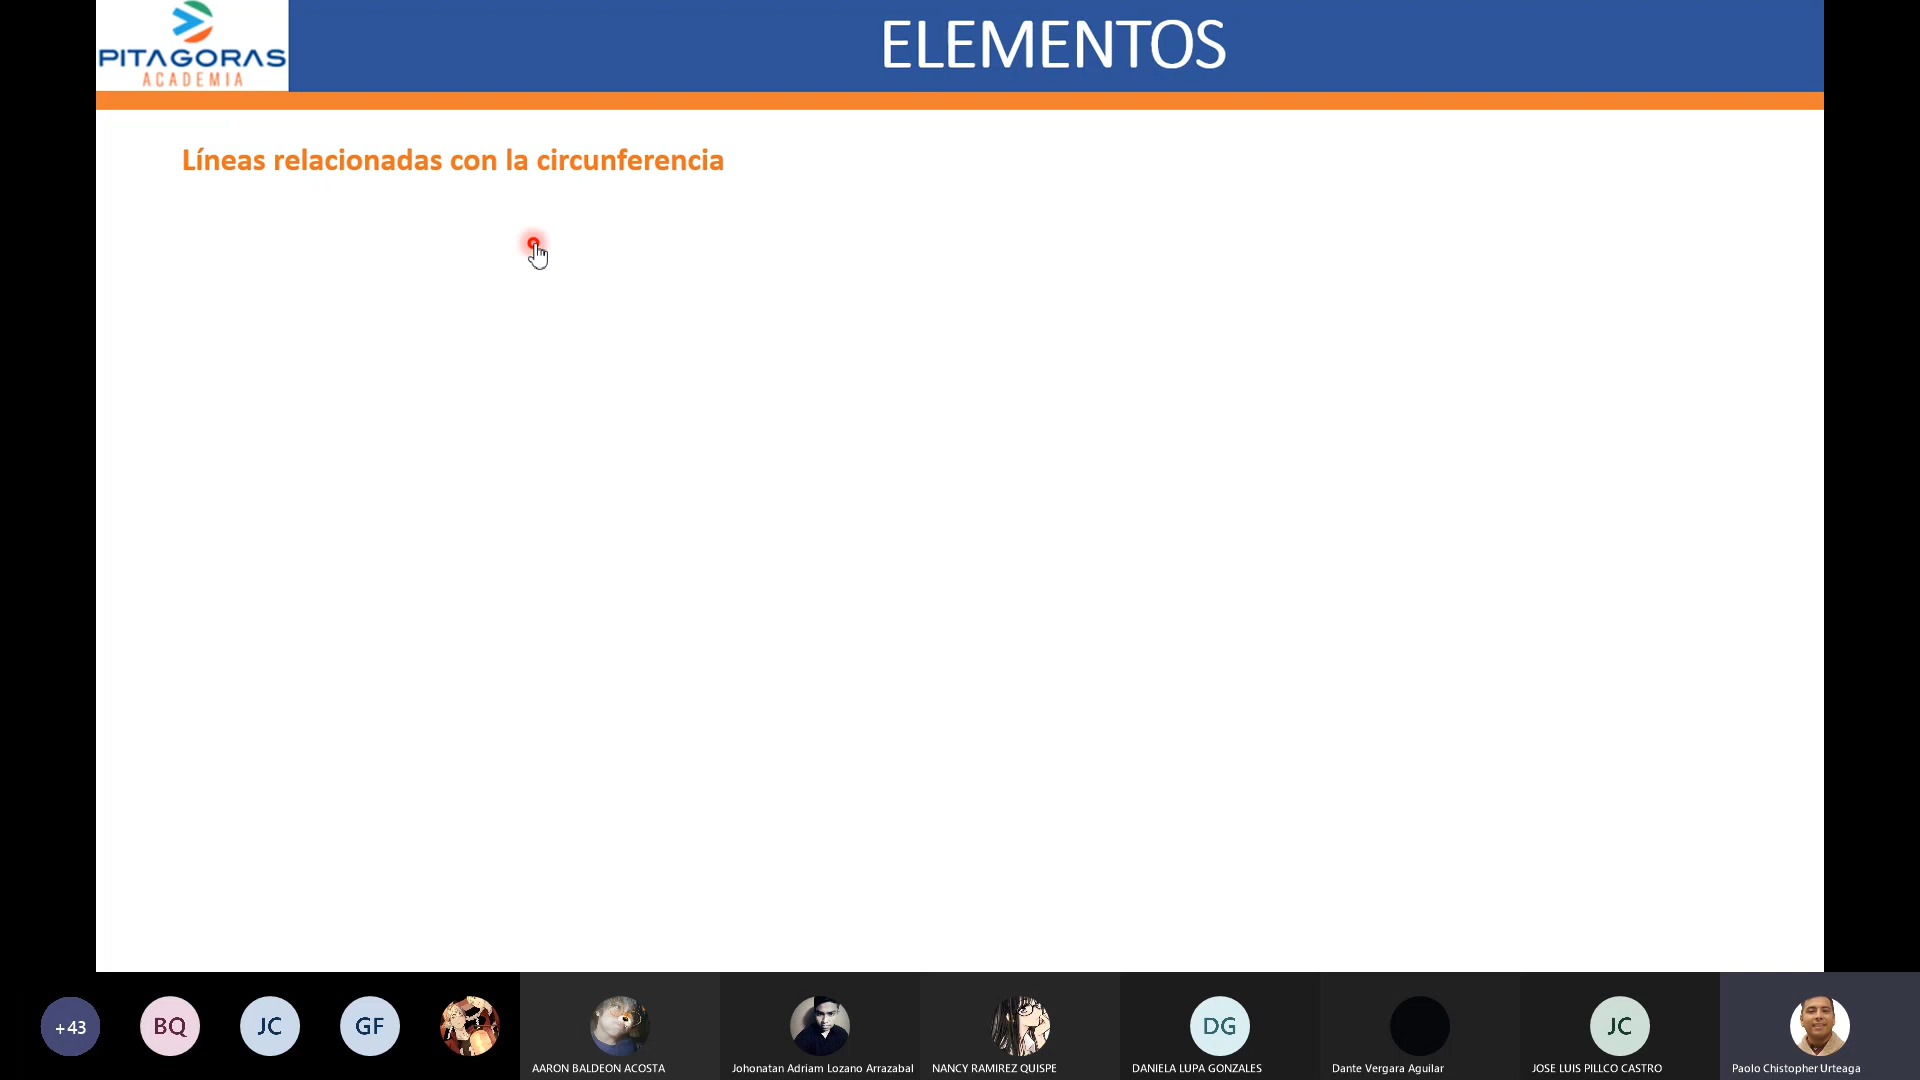 PITAGORAS
ACADEMIA
ELEMENTOS
Líneas relacionadas con la circunferencia
+43
BQ
JC
GF
AARON BALDEON ACOSTA
Johonatan Adriam Lozano Arrazabal
NANCY RAMIREZ QUISPE
DG
DANIELA LUPA GONZALES
Dante Vergara Aguilar
JC
JOSE LUIS PILLCO CASTRO
Paolo Chistopher Urteaga